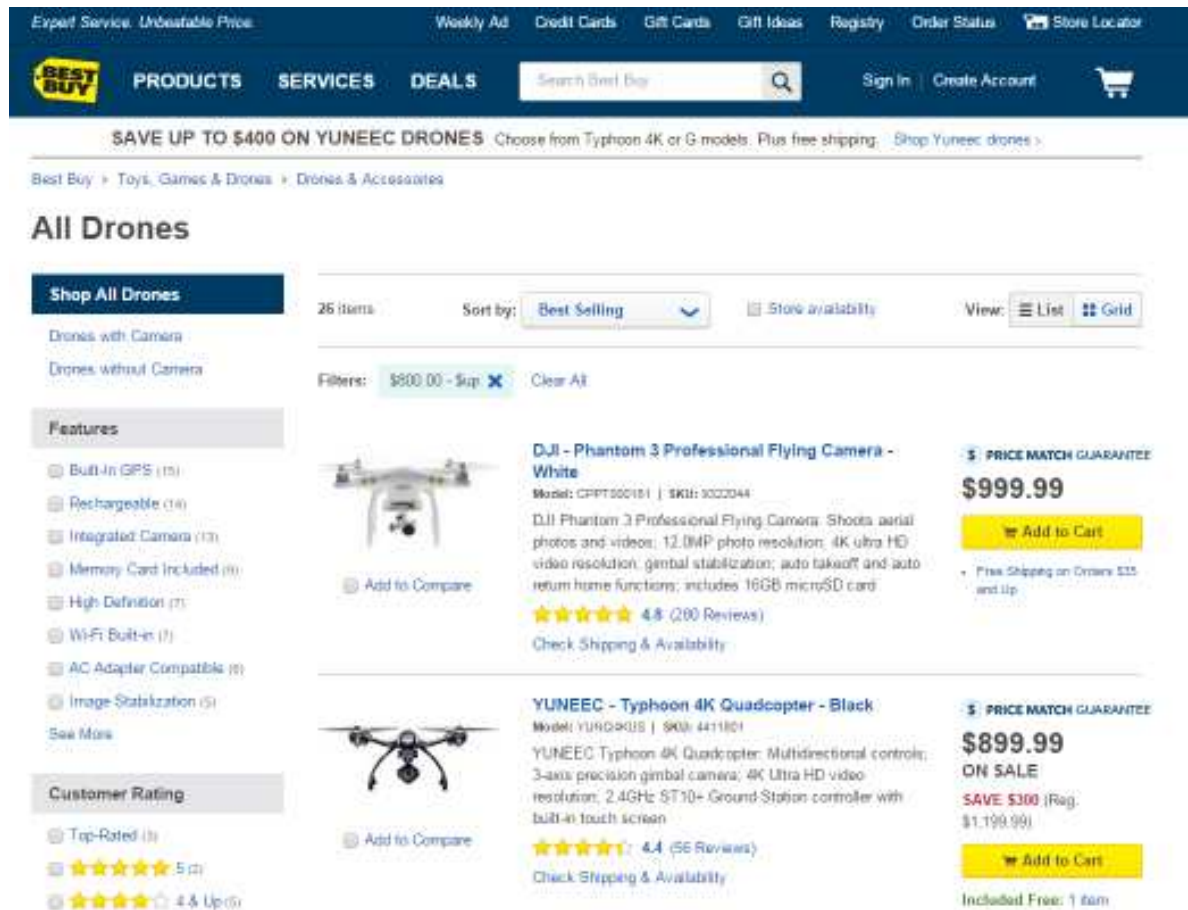 Expert Service. Unbeatable Price.
Weekly Ad Credit Cards Gift Cards Gift Ideas Registry Order Status Store Locator
BEST BUY
PRODUCTS SERVICES DEALS Search Best Buy Sign In | Create Account
SAVE UP TO $400 ON YUNEEC DRONES Choose from Typhoon 4K or G models. Plus free shipping. Shop Yuneec drones ›
Best Buy › Toys, Games & Drones › Drones & Accessories
All Drones
Shop All Drones
Drones with Camera
Drones without Camera
Features
Built-In GPS (15)
Rechargeable (14)
Integrated Camera (13)
Memory Card Included
High Definition (7)
Wi-Fi Built-in (7)
AC Adapter Compatible
Image Stabilization (5)
See More
Customer Rating
Top-Rated (3)
5 (2)
4 & Up (5)
26 items Sort by: Best Selling Store availability View: List Grid
Filters: $800.00 - $up Clear All
DJI - Phantom 3 Professional Flying Camera -
White
Model: | SKU:
DJI Phantom 3 Professional Flying Camera: Shoots aerial
photos and videos; 12.0MP photo resolution; 4K ultra HD
video resolution; gimbal stabilization; auto takeoff and auto
return home functions; includes 16GB microSD card
4.8 (280 Reviews)
Check Shipping & Availability
Add to Compare
PRICE MATCH GUARANTEE
$999.99
Add to Cart
Free Shipping on Orders $35
and Up
YUNEEC - Typhoon 4K Quadcopter - Black
Model: | SKU: 4411801
YUNEEC Typhoon 4K Quadcopter: Multidirectional controls;
3-axis precision gimbal camera; 4K Ultra HD video
resolution; 2.4GHz ST10+ Ground Station controller with
built-in touch screen
4.4 (56 Reviews)
Check Shipping & Availability
Add to Compare
PRICE MATCH GUARANTEE
$899.99
ON SALE
SAVE $300 (Reg.
$1,199.99)
Add to Cart
Included Free: 1 item